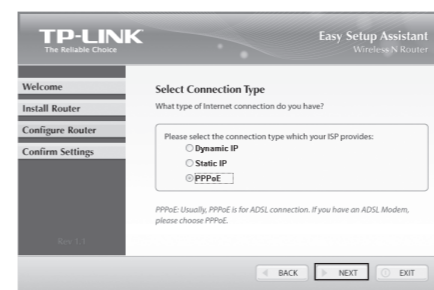 TP-LINK
The Reliable Choice
Easy Setup Assistant
Wireless N Router
Welcome
Install Router
Configure Router
Confirm Settings
Select Connection Type
What type of Internet connection do you have?
Please select the connection type which your ISP provides:
Dynamic IP
Static IP
PPPoE
PPPoE: Usually, PPPoE is for ADSL connection. If you have an ADSL Modem,
please choose PPPoE.
BACK
NEXT
EXIT